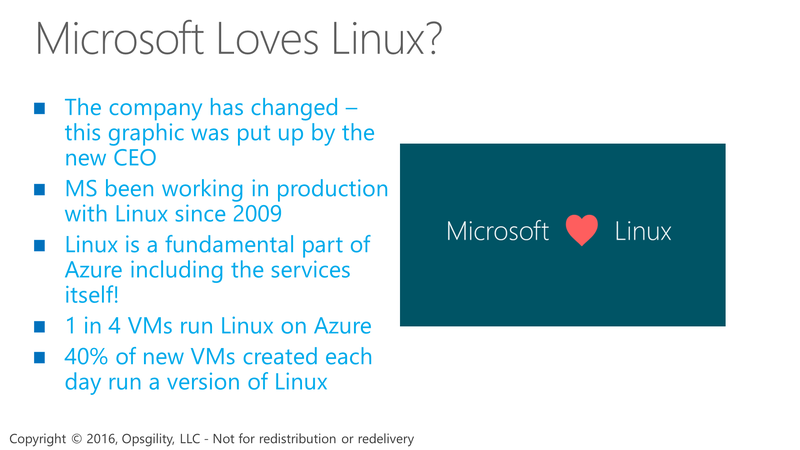 Microsoft Loves Linux?
The company has changed –
this graphic was put up by the
new CEO
MS been working in production
with Linux since 2009
Linux is a fundamental part of
Azure including the services
itself!
1 in 4 VMs run Linux on Azure
40% of new VMs created each
day run a version of Linux
Microsoft Linux
Copyright © 2016, Opsgility, LLC - Not for redistribution or redelivery